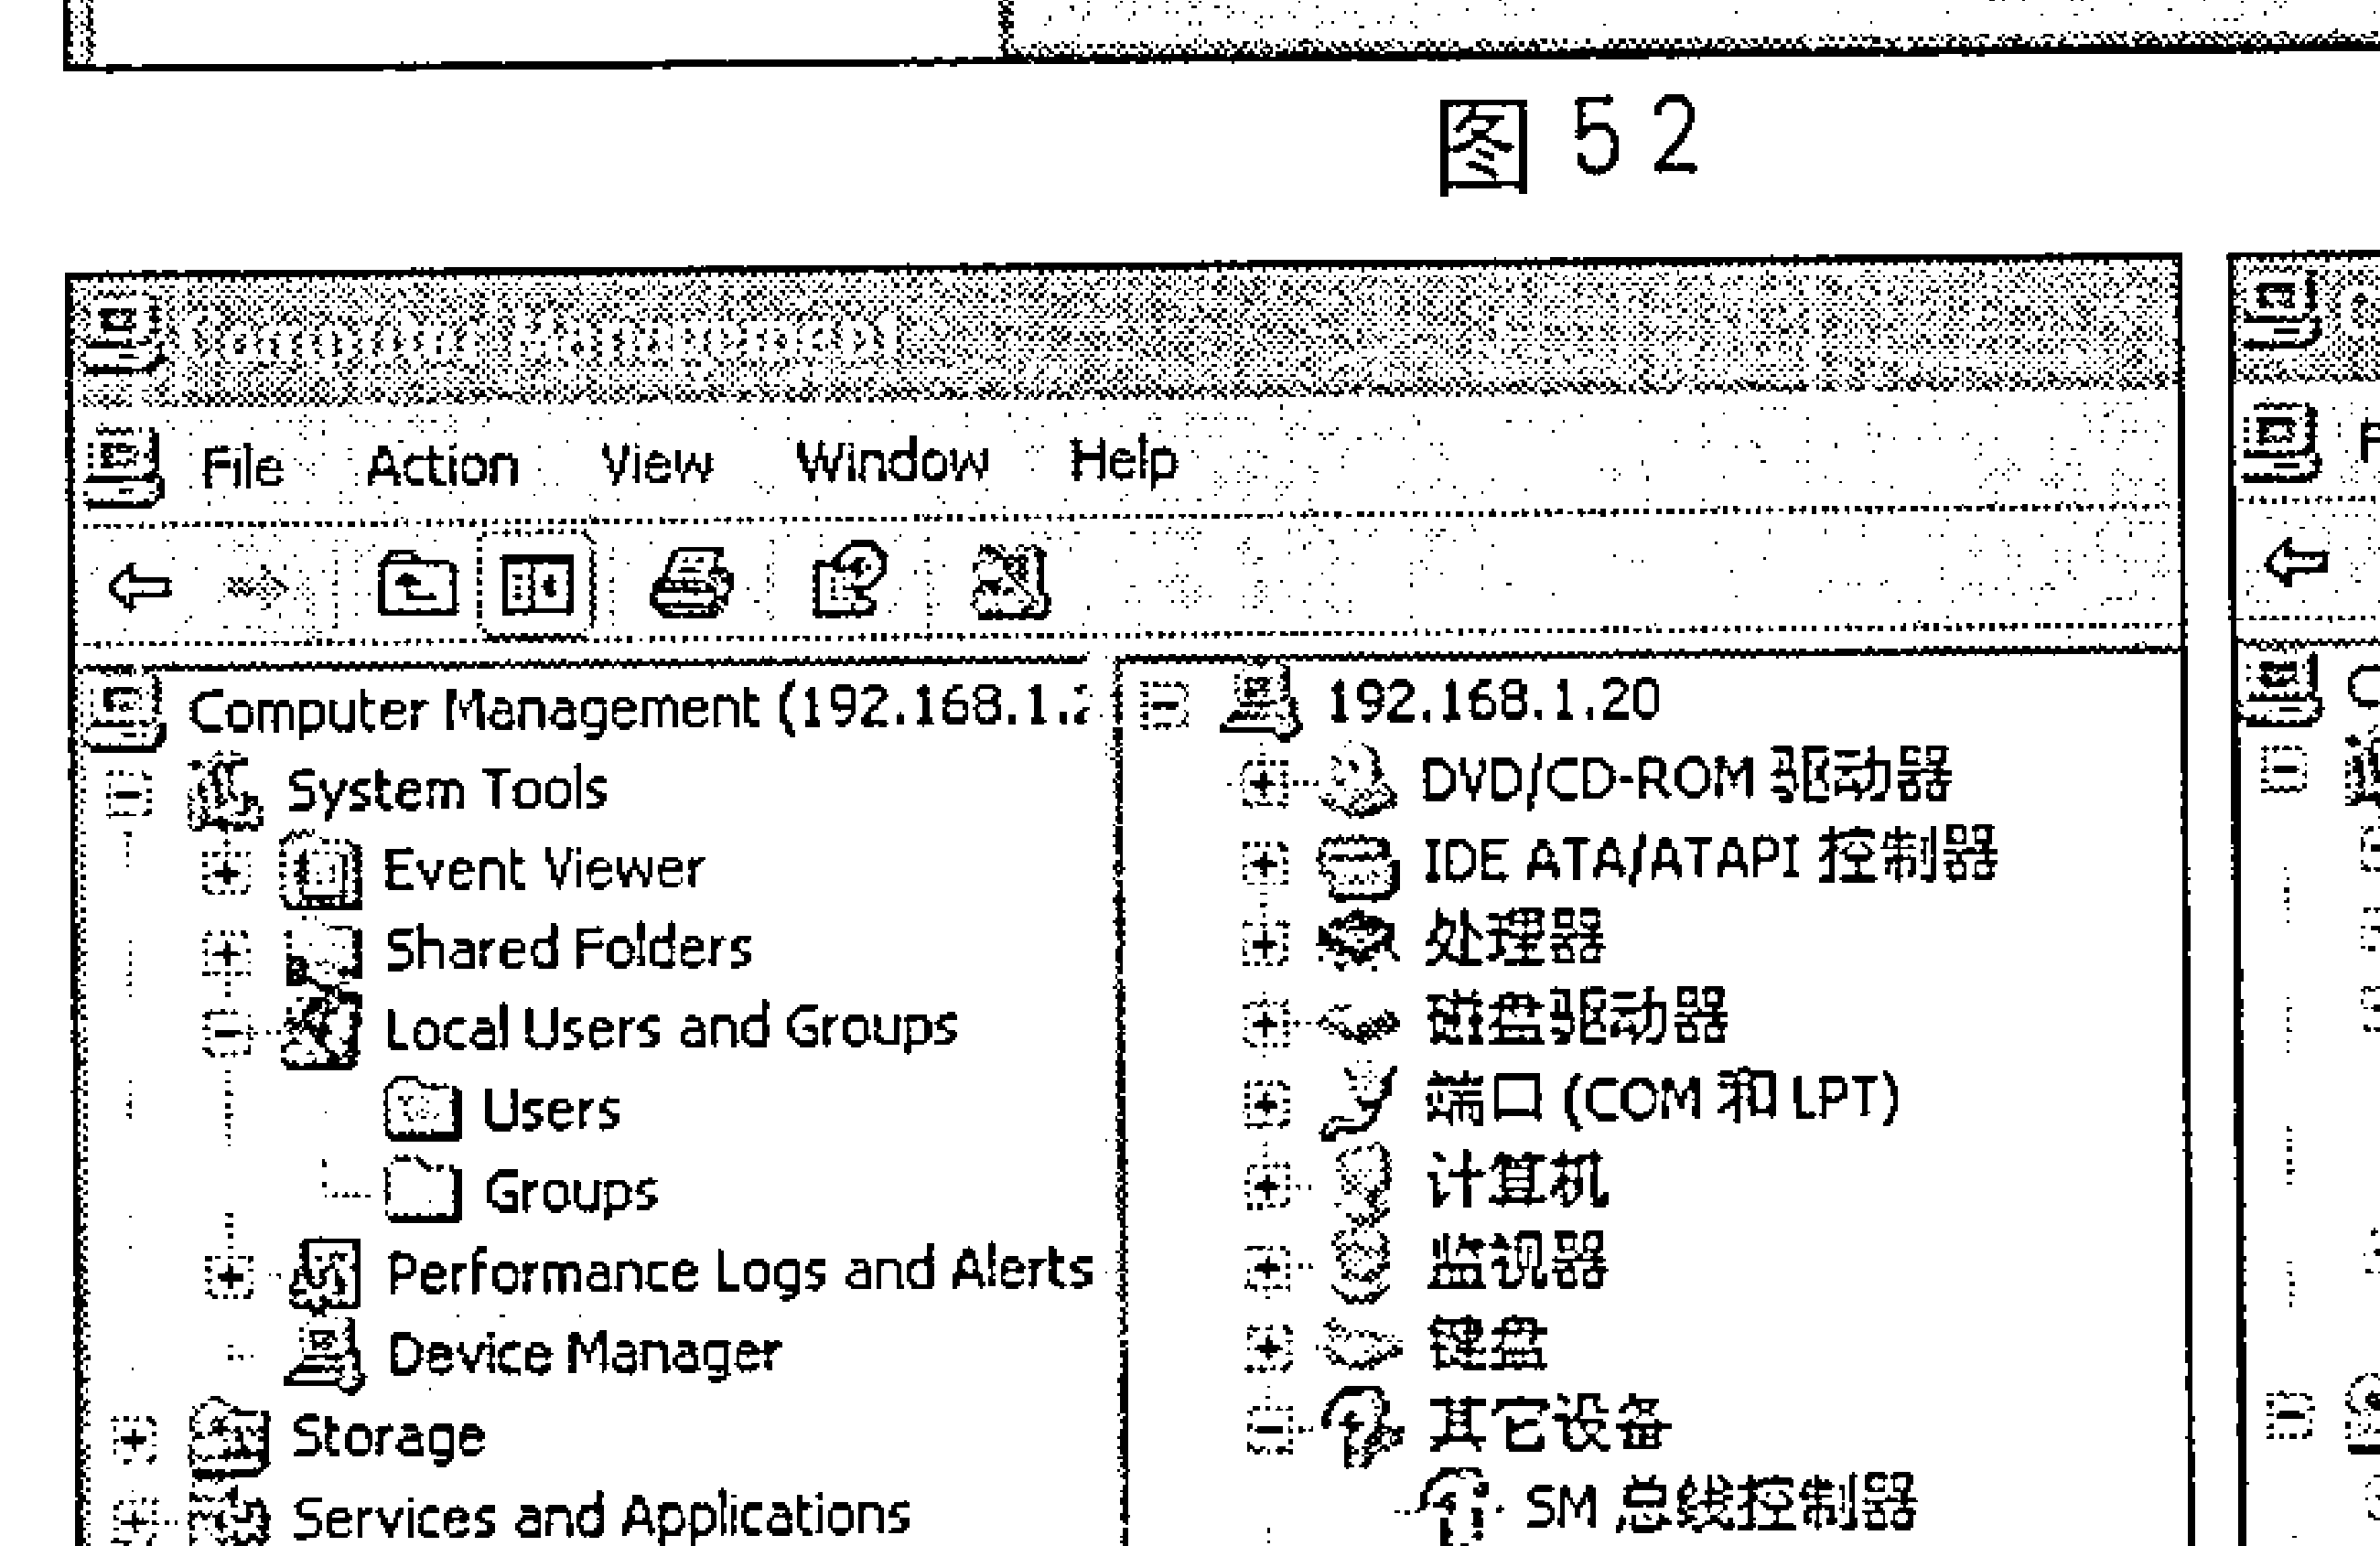 图 52
Computer Management
File Action View Window Help
Computer Management (192.168.1.2
System Tools
Event Viewer
Shared Folders
Local Users and Groups
Users
Groups
Performance Logs and Alerts
Device Manager
Storage
Services and Applications
192.168.1.20
DVD/CD-ROM 驱动器
IDE ATA/ATAPI 控制器
处理器
磁盘驱动器
端口 (COM 和 LPT)
计算机
监视器
键盘
其它设备
SM 总线控制器